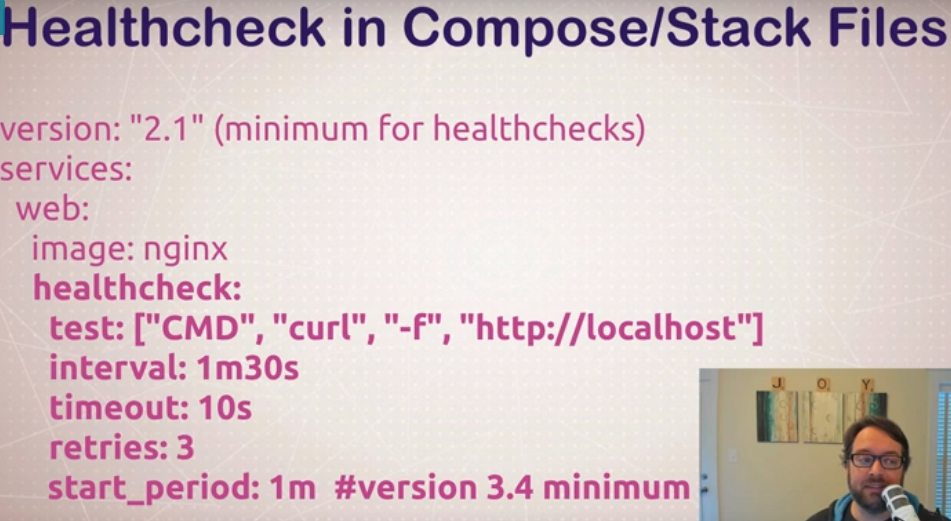 Healthcheck in Compose/Stack Files
version: "2.1" (minimum for healthchecks)
services:
web:
image: nginx
healthcheck:
test: ["CMD", "curl", "-f", "http://localhost"]
interval: 1m30s
timeout: 10s
retries: 3
start_period: 1m #version 3.4 minimum
J O Y